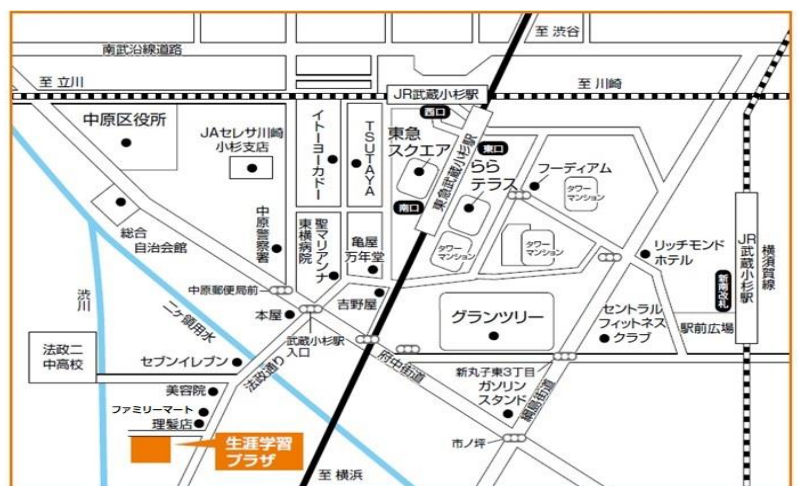 至 渋谷
南武沿線道路
至 立川
至 川崎
JR武蔵小杉駅
西口
中原区役所
JAセレサ川崎
小杉支店
イトーヨーカドー
TSUTAYA
東急
スクエア
東急武蔵小杉駅
東口
らら
テラス
フーディアム
タワー
マンション
南口
総合
自治会館
中原警察署
聖マリアンナ
東横病院
亀屋
万年堂
タワー
マンション
タワー
マンション
リッチモンド
ホテル
新南改札
JR武蔵小杉駅
横須賀線
渋川
二ヶ領用水
中原郵便局前
吉野屋
本屋
武蔵小杉駅
入口
グランツリー
セントラル
フィットネス
クラブ
駅前広場
法政二
中高校
セブンイレブン
法政通り
府中街道
新丸子東3丁目
ガソリン
スタンド
綱島街道
美容院
ファミリーマート
理髪店
生涯学習
プラザ
市ノ坪
至 横浜